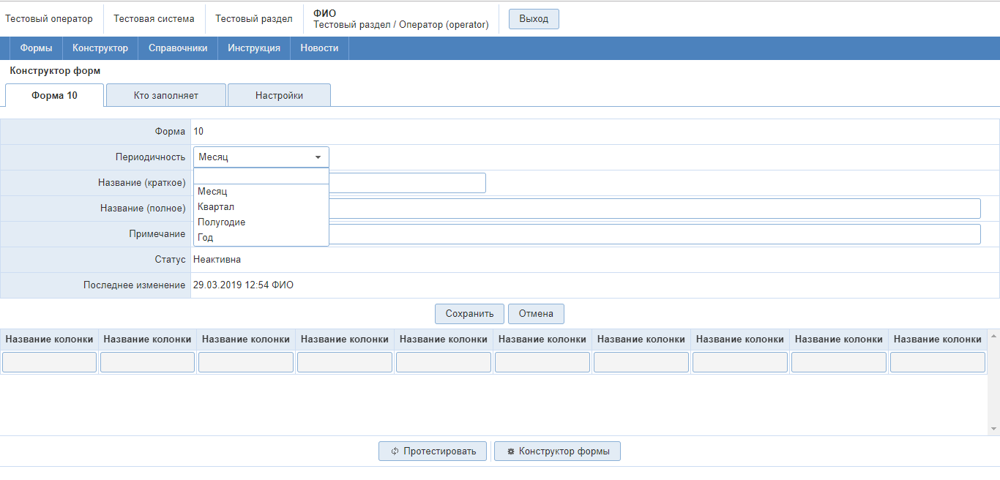 Тестовый оператор
Тестовая система
Тестовый раздел
ФИО
Тестовый раздел / Оператор (operator)
Выход
Формы
Конструктор
Справочники
Инструкция
Новости
Конструктор форм
Форма 10
Кто заполняет
Настройки
Форма 10
Периодичность Месяц
Название (краткое)
Месяц
Квартал
Название (полное)
Полугодие
Примечание
Год
Статус Неактивна
Последнее изменение 29.03.2019 12:54 ФИО
Сохранить
Отмена
Название колонки Название колонки Название колонки Название колонки Название колонки Название колонки Название колонки Название колонки Название колонки Название колонки
Протестировать
Конструктор формы